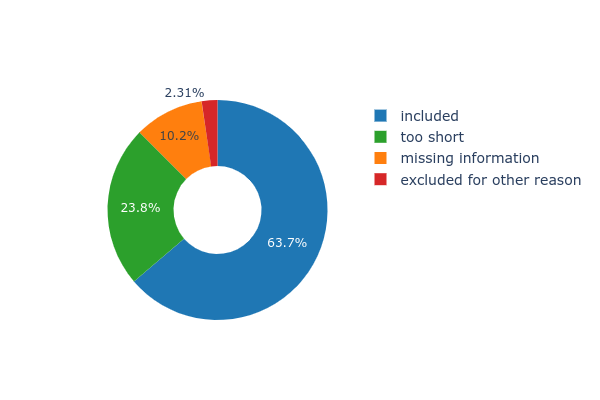 2.31%
10.2%
23.8%
63.7%
included
too short
missing information
excluded for other reason